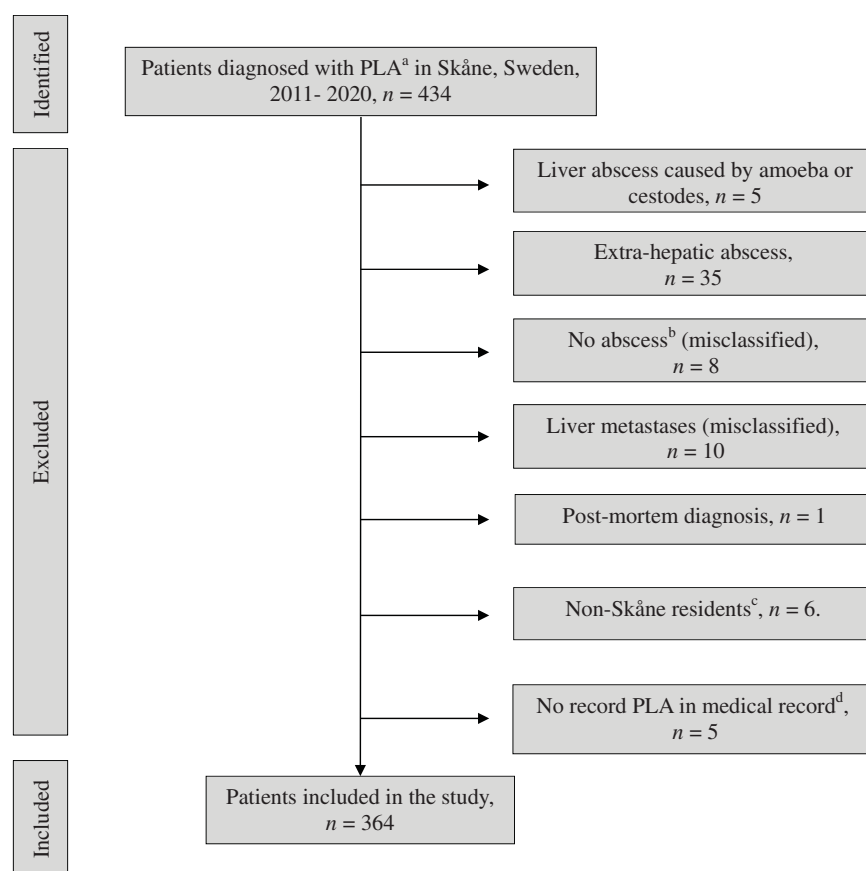 Identified
Patients diagnosed with PLAᵃ in Skåne, Sweden,
2011- 2020, n = 434
Excluded
Liver abscess caused by amoeba or
cestodes, n = 5
Extra-hepatic abscess,
n = 35
No abscessᵇ (misclassified),
n = 8
Liver metastases (misclassified),
n = 10
Post-mortem diagnosis, n = 1
Non-Skåne residentsᶜ, n = 6.
No record PLA in medical recordᵈ,
n = 5
Included
Patients included in the study,
n = 364